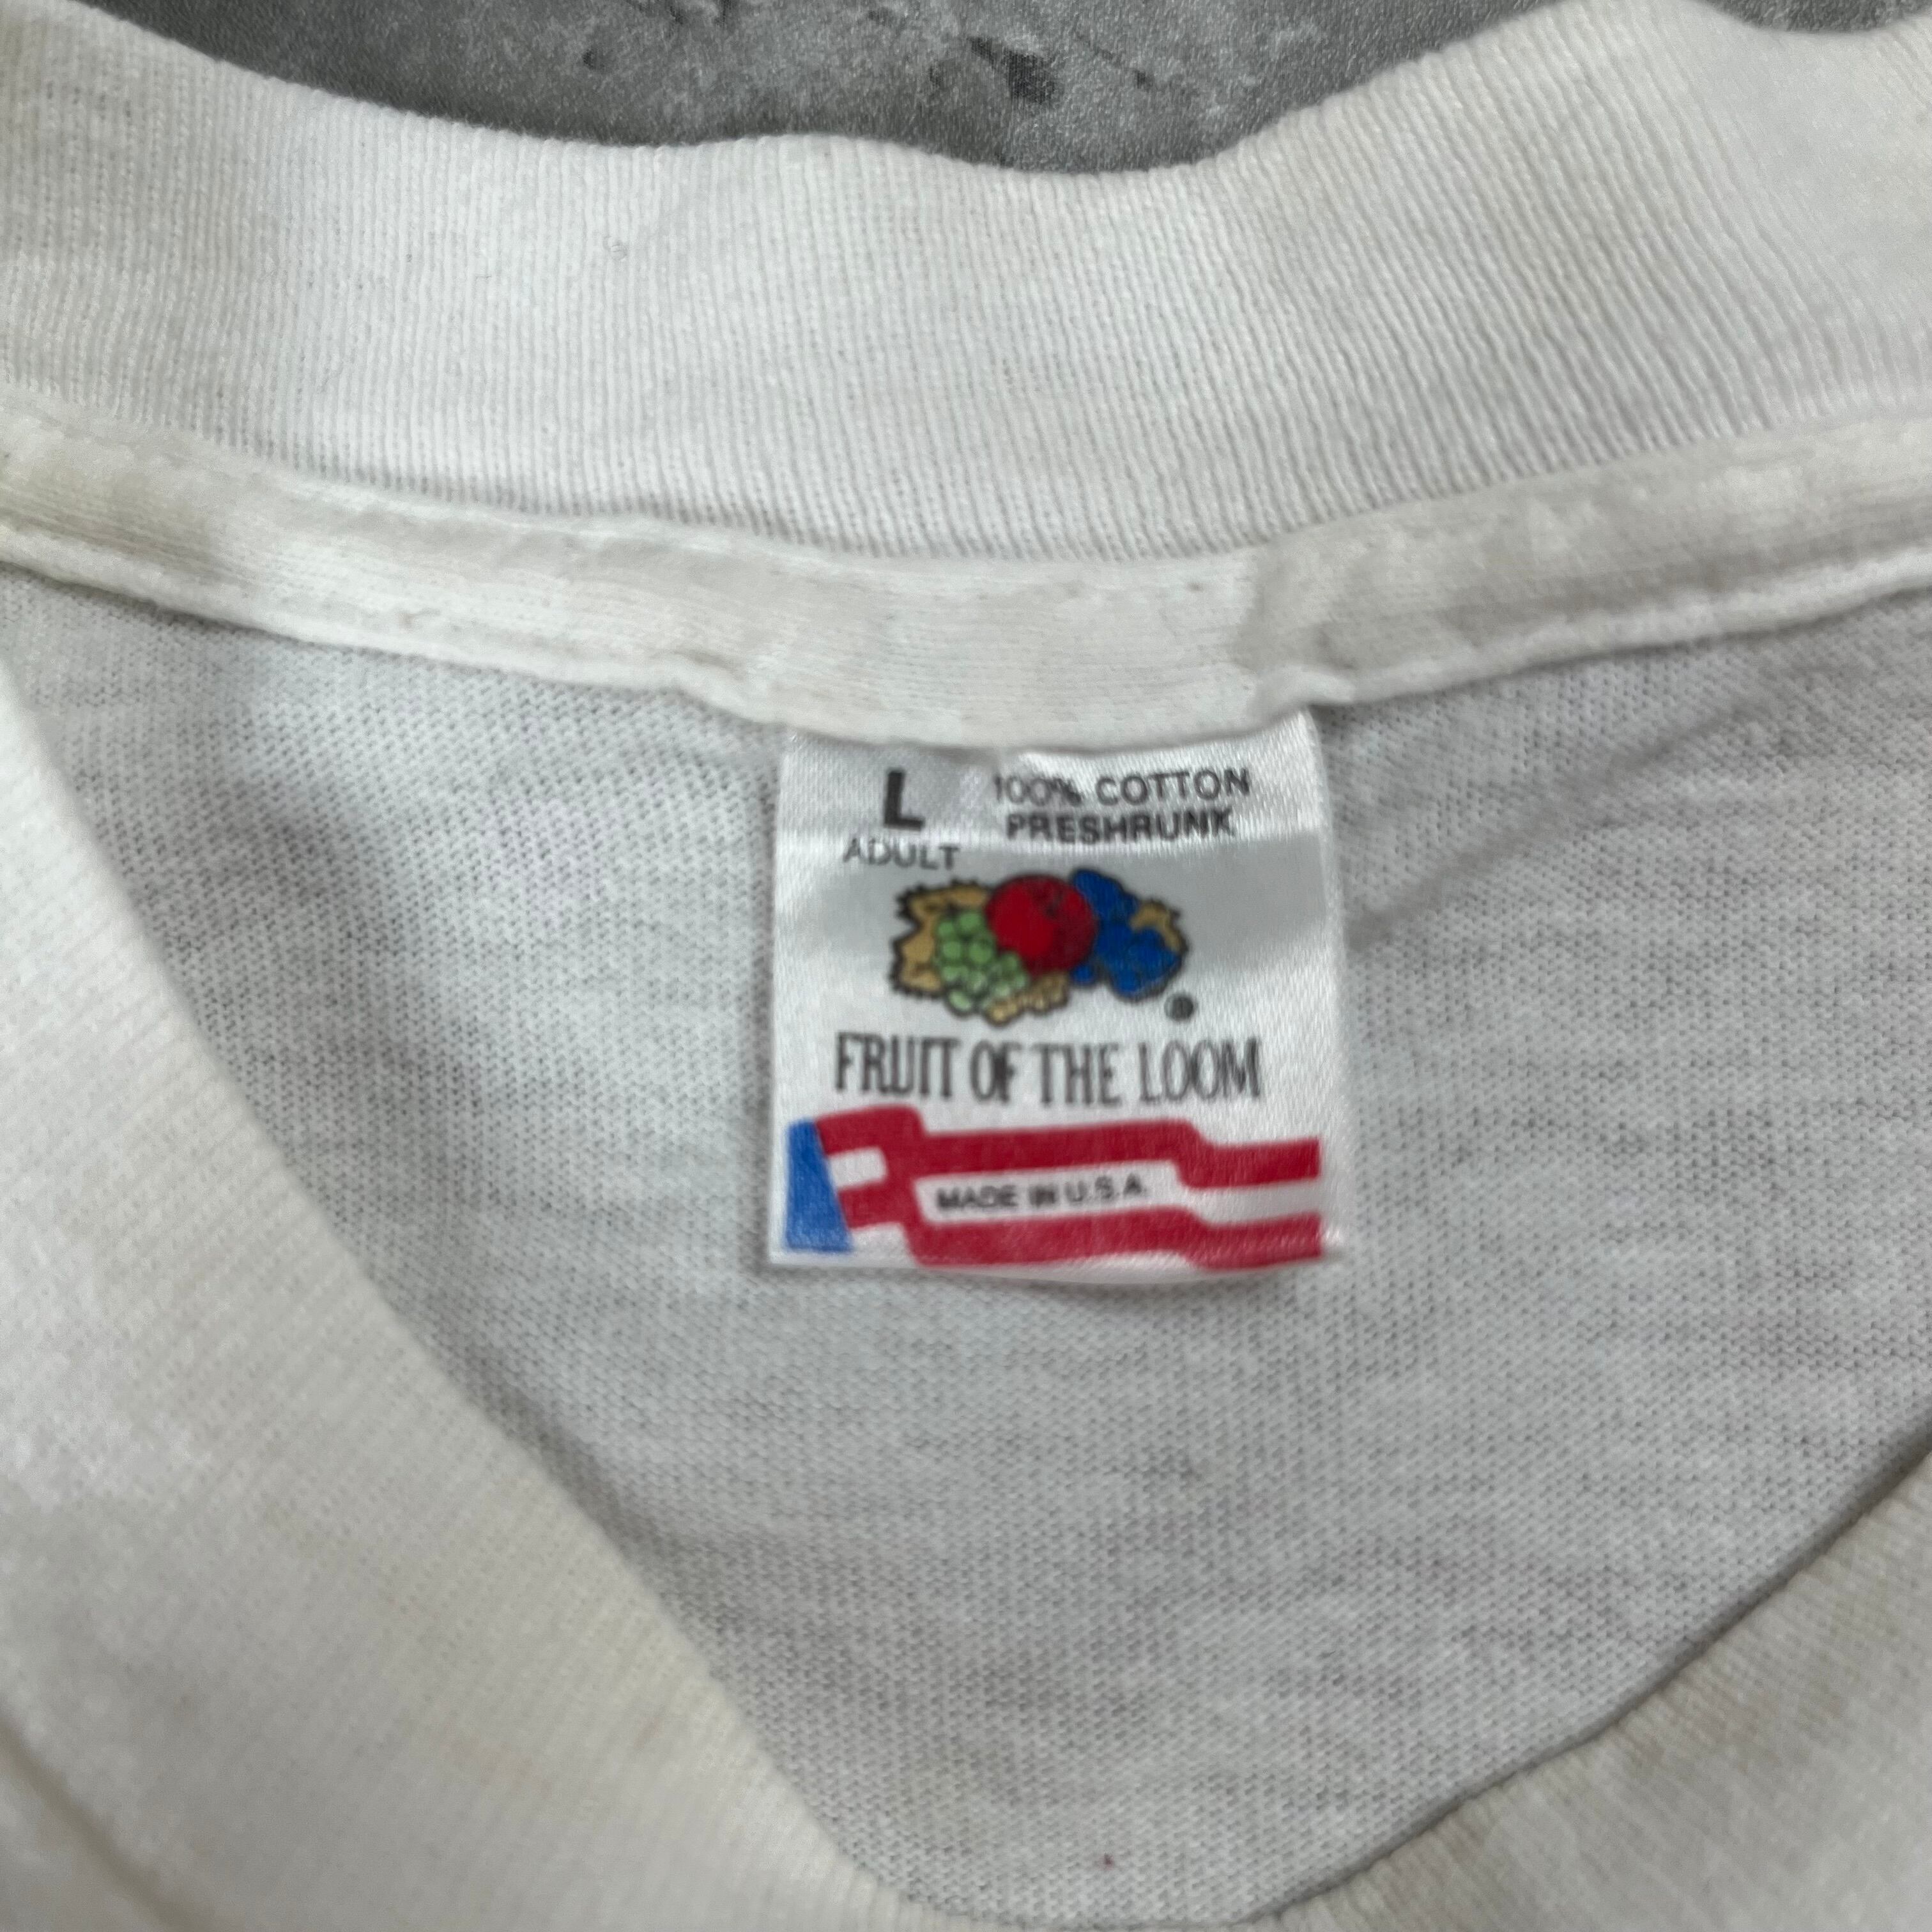 L
100% COTTON
PRESHRUNK
ADULT
FRUIT OF THE LOOM
MADE IN U.S.A.